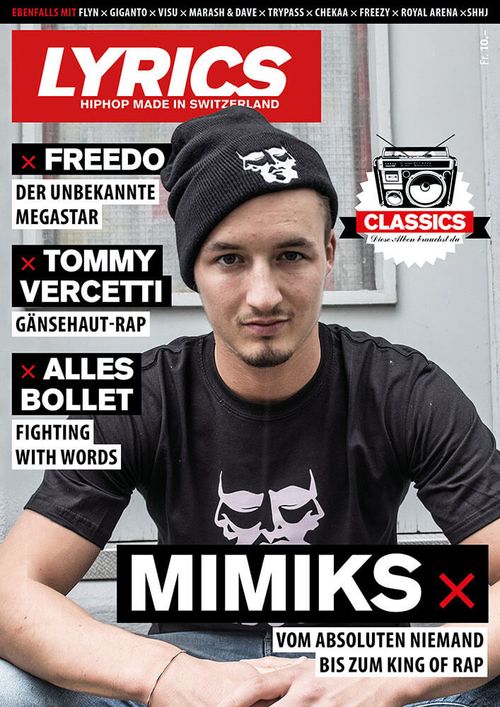 EBENFALLS MIT FLYN × GIGANTO × VISU × MARASH & DAVE × TRYPASS × CHEKAA × FREEZY × ROYAL ARENA ×SHHJ
Fr. 10.–
LYRICS
HIPHOP MADE IN SWITZERLAND
× FREEDO
DER UNBEKANNTE
MEGASTAR
CLASSICS
Diese Alben brauchst du
× TOMMY
VERCETTI
GÄNSEHAUT-RAP
× ALLES
BOLLET
FIGHTING
WITH WORDS
MIMIKS ×
VOM ABSOLUTEN NIEMAND
BIS ZUM KING OF RAP